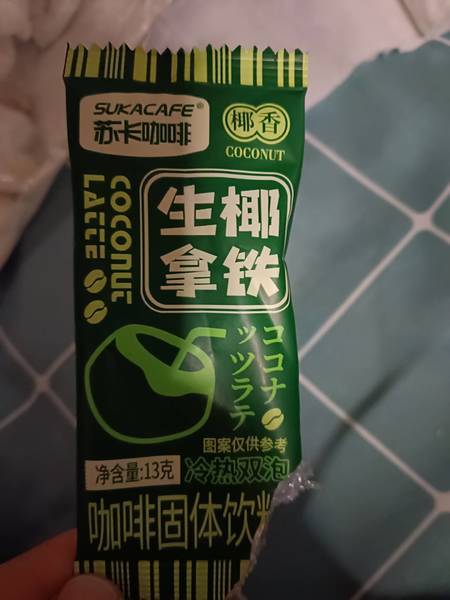 SUKACAFE®
苏卡咖啡
椰香
COCONUT
COCONUT
LATTE
生椰
拿铁
ココナ
ッツラテ
图案仅供参考
净含量:13克
冷热双泡
咖啡固体饮料